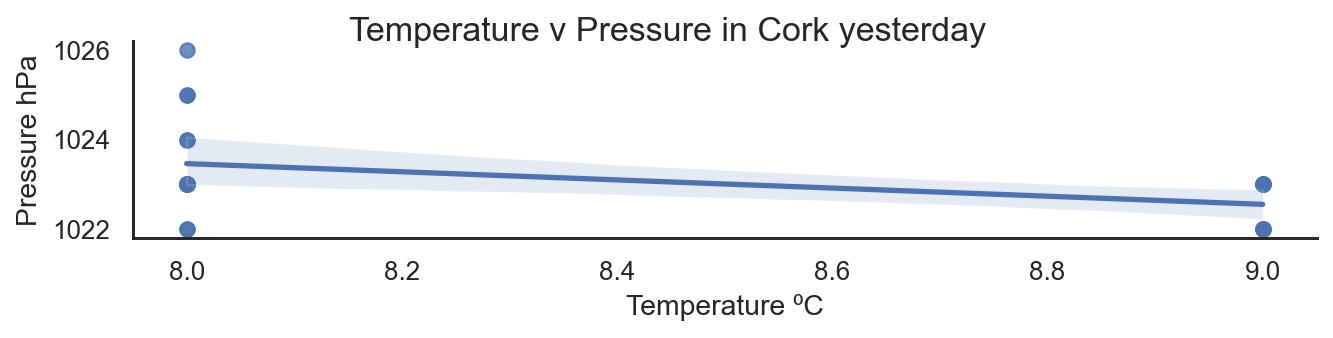 Temperature v Pressure in Cork yesterday
Pressure hPa
1026
1024
1022
8.0 8.2 8.4 8.6 8.8 9.0
Temperature ºC